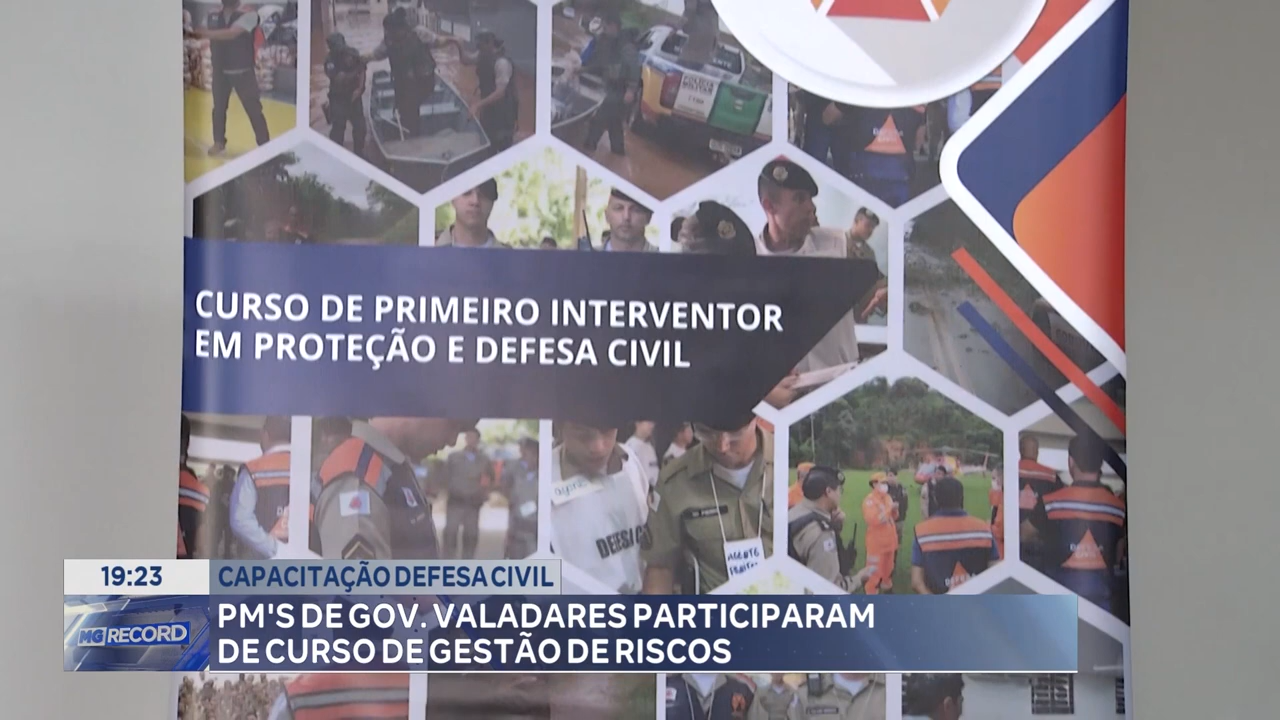 CURSO DE PRIMEIRO INTERVENTOR
EM PROTEÇÃO E DEFESA CIVIL
19:23
CAPACITAÇÃO DEFESA CIVIL
MG RECORD
PM'S DE GOV. VALADARES PARTICIPARAM
DE CURSO DE GESTÃO DE RISCOS